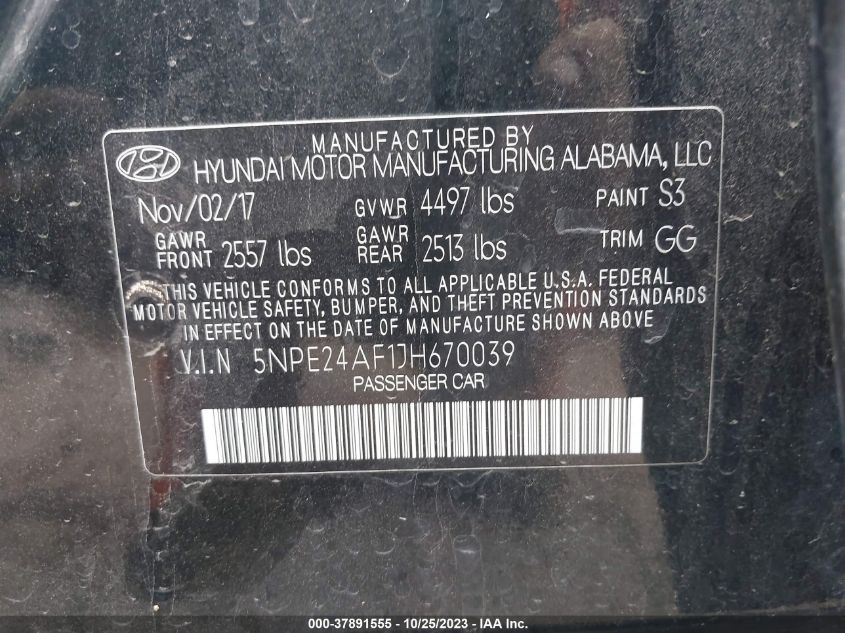 MANUFACTURED BY
HYUNDAI MOTOR MANUFACTURING ALABAMA, LLC
Nov/02/17 GVWR 4497 lbs PAINT S3
GAWR FRONT 2557 lbs GAWR REAR 2513 lbs TRIM GG
THIS VEHICLE CONFORMS TO ALL APPLICABLE U.S.A. FEDERAL
MOTOR VEHICLE SAFETY, BUMPER, AND THEFT PREVENTION STANDARDS
IN EFFECT ON THE DATE OF MANUFACTURE SHOWN ABOVE
V.I.N 5NPE24AF1JH670039
PASSENGER CAR
000-37891555 - 10/25/2023 - Copyright © 2023 IAA, Inc.